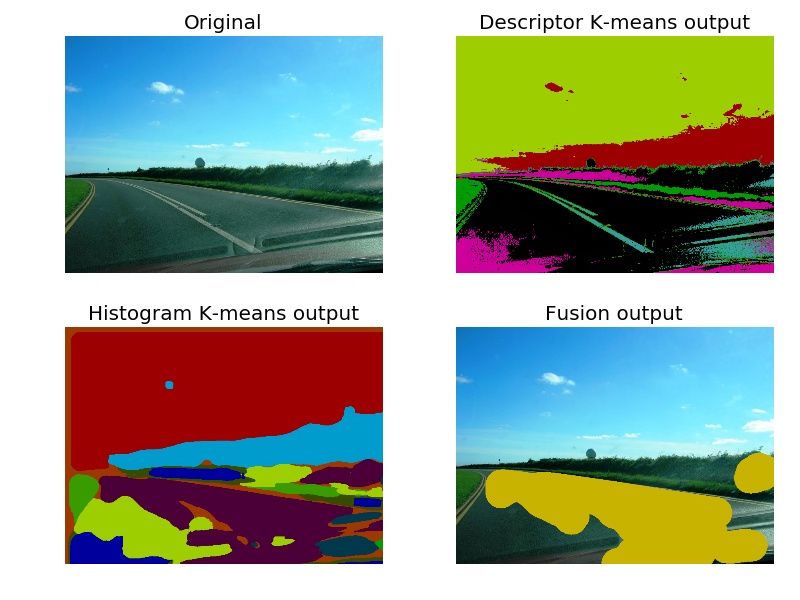 Original
Descriptor K-means output
Histogram K-means output
Fusion output